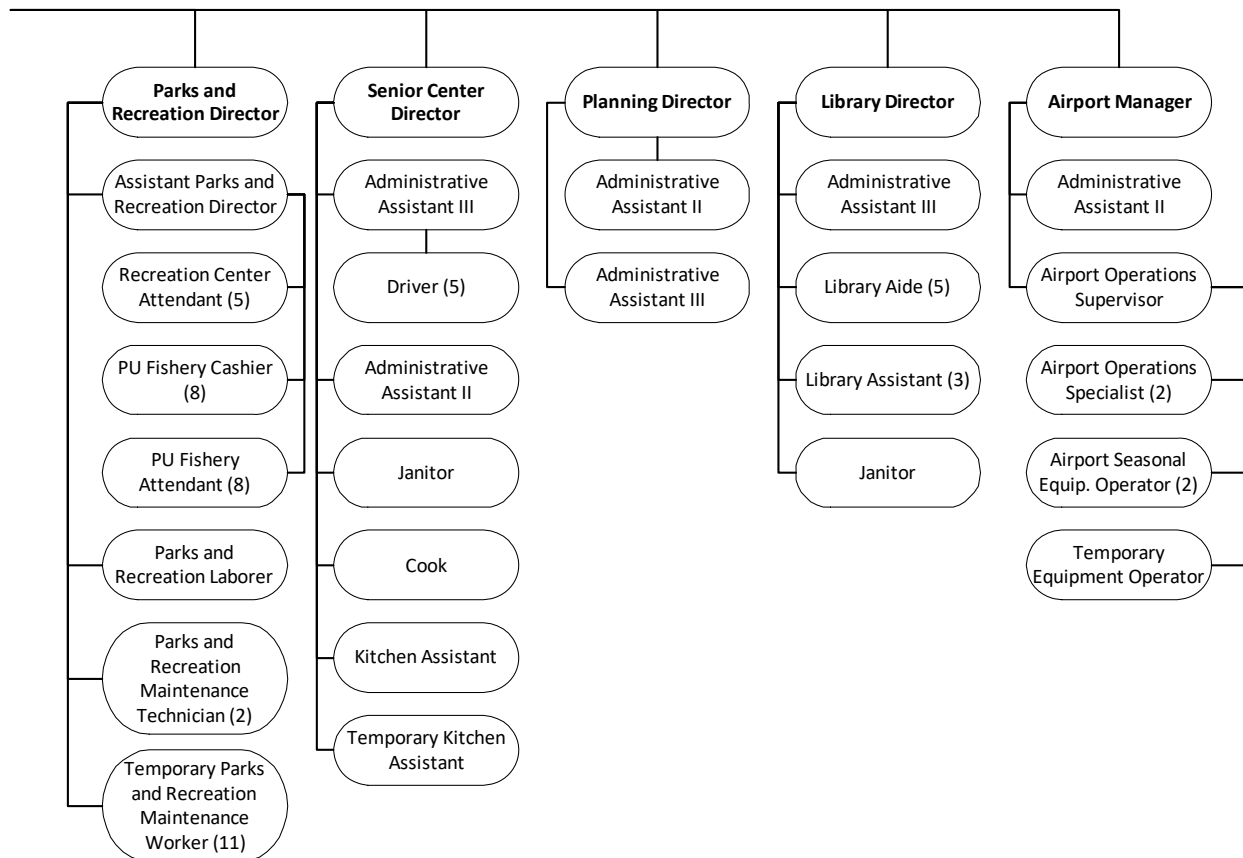 Parks and
Recreation Director
Assistant Parks and
Recreation Director
Recreation Center
Attendant (5)
PU Fishery Cashier
(8)
PU Fishery
Attendant (8)
Parks and
Recreation Laborer
Parks and
Recreation
Maintenance
Technician (2)
Temporary Parks
and Recreation
Maintenance
Worker (11)
Senior Center
Director
Administrative
Assistant III
Driver (5)
Administrative
Assistant II
Janitor
Cook
Kitchen Assistant
Temporary Kitchen
Assistant
Planning Director
Administrative
Assistant II
Administrative
Assistant III
Library Director
Administrative
Assistant III
Library Aide (5)
Library Assistant (3)
Janitor
Airport Manager
Administrative
Assistant II
Airport Operations
Supervisor
Airport Operations
Specialist (2)
Airport Seasonal
Equip. Operator (2)
Temporary
Equipment Operator